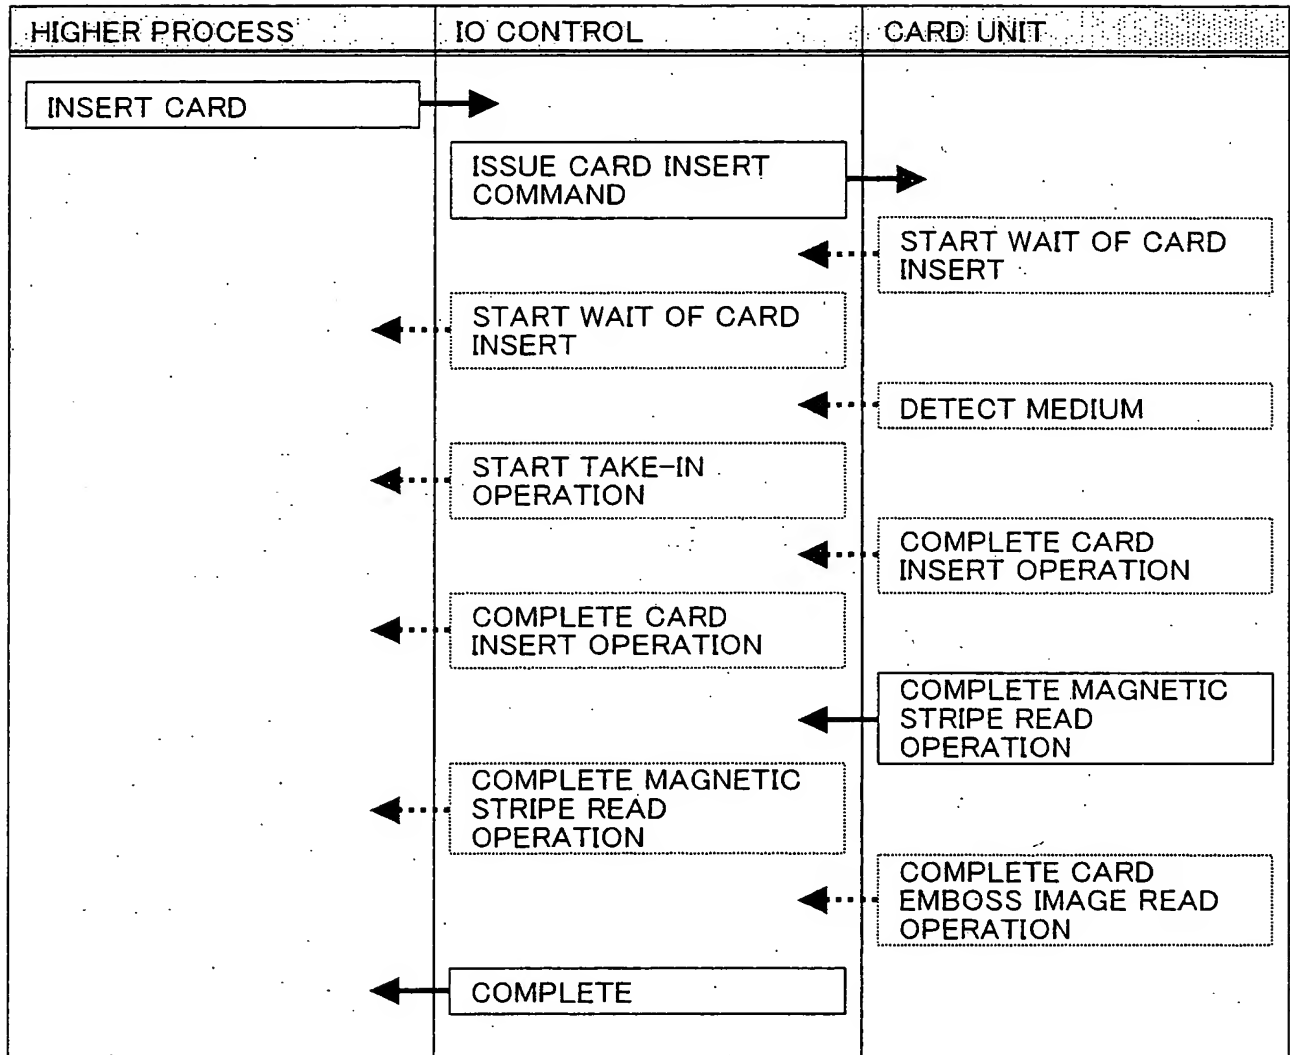 HIGHER PROCESS
IO CONTROL
CARD UNIT
INSERT CARD
ISSUE CARD INSERT
COMMAND
START WAIT OF CARD
INSERT
START WAIT OF CARD
INSERT
DETECT MEDIUM
START TAKE-IN
OPERATION
COMPLETE CARD
INSERT OPERATION
COMPLETE CARD
INSERT OPERATION
COMPLETE MAGNETIC
STRIPE READ
OPERATION
COMPLETE MAGNETIC
STRIPE READ
OPERATION
COMPLETE CARD
EMBOSS IMAGE READ
OPERATION
COMPLETE